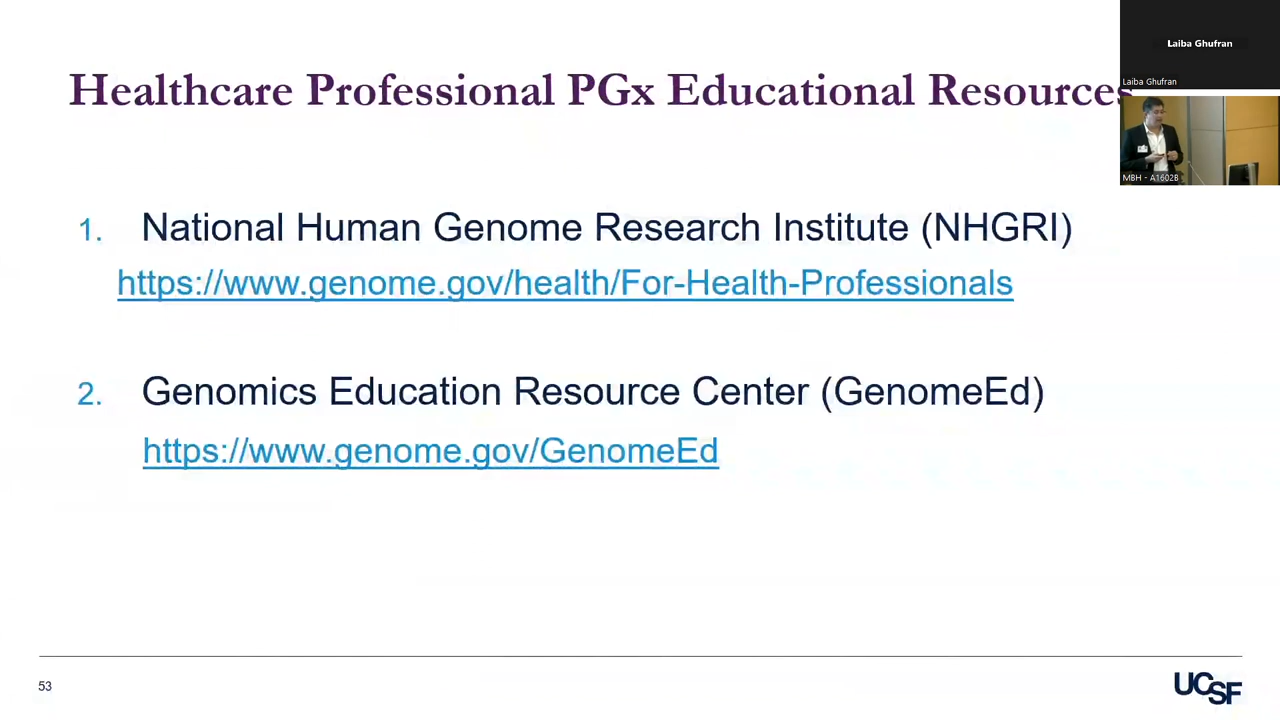 Healthcare Professional PGx Educational Resources
Laiba Ghufran
Laiba Ghufran
MBH - A1602B
1. National Human Genome Research Institute (NHGRI)
https://www.genome.gov/health/For-Health-Professionals
2. Genomics Education Resource Center (GenomeEd)
https://www.genome.gov/GenomeEd
53
UCSF